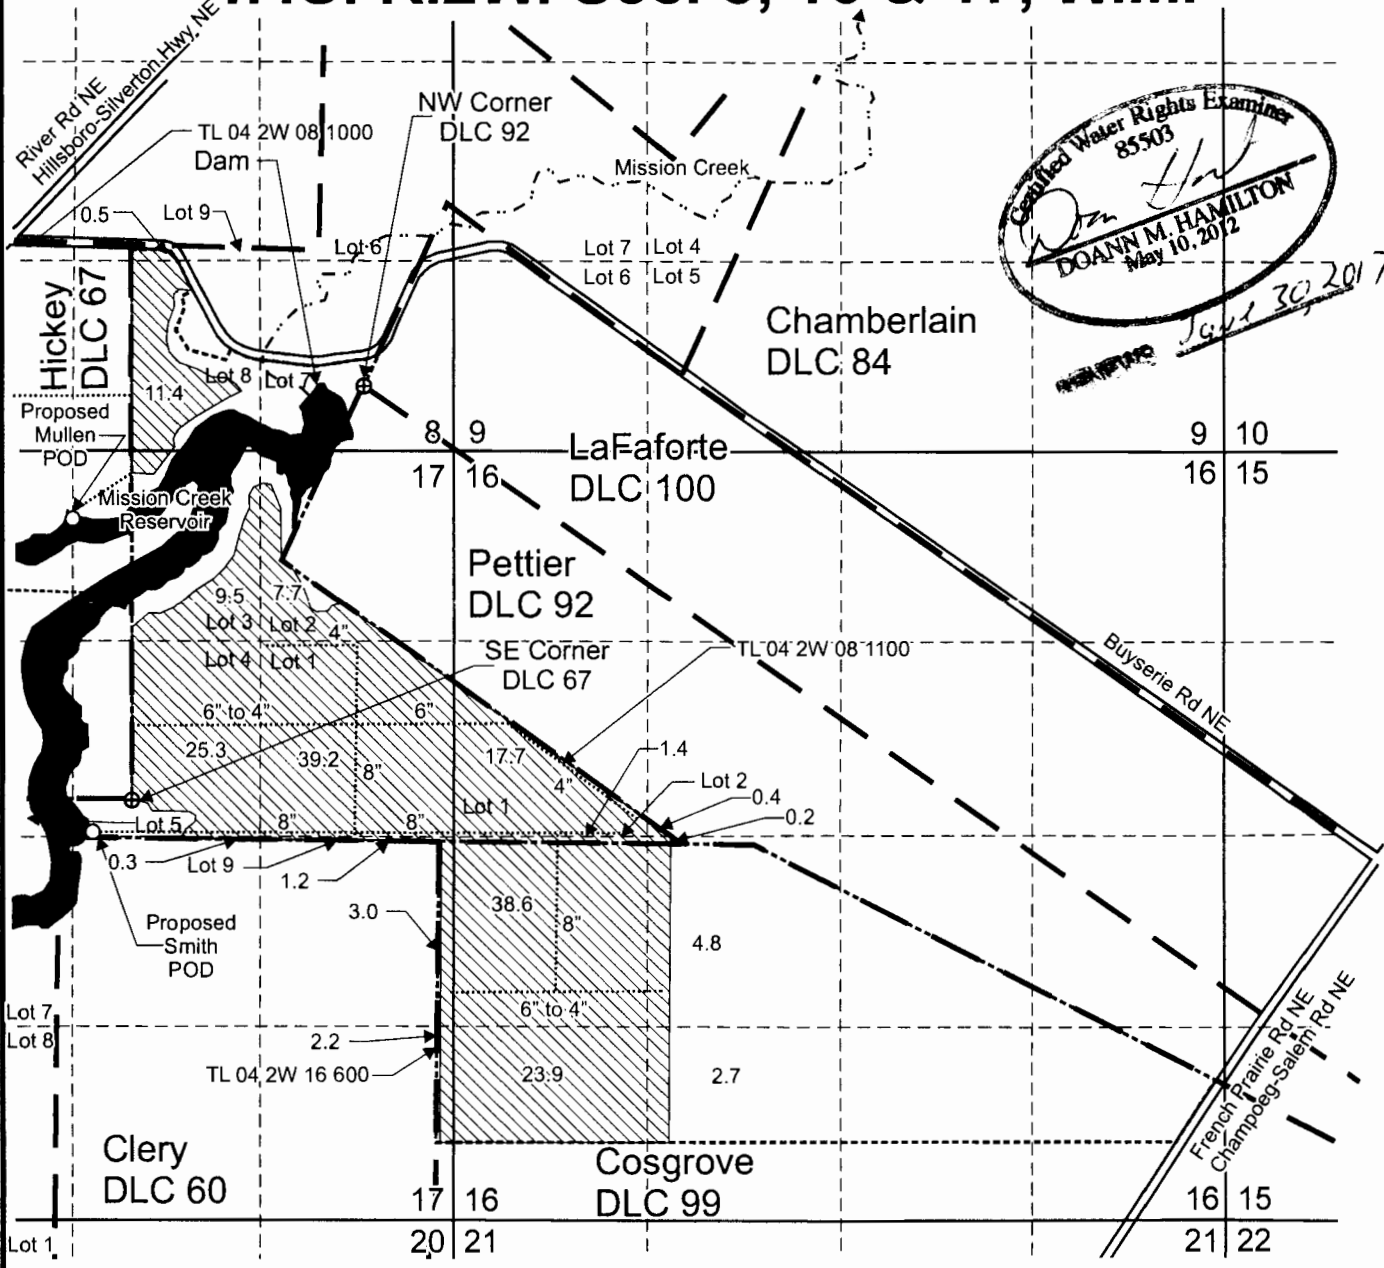 River Rd NE
Hillsboro-Silverton Hwy NE
TL 04 2W 08 1000
Dam
NW Corner
DLC 92
Mission Creek
Certified Water Rights Examiner
85503
DOANN M. HAMILTON
May 10, 2012
June 30, 2017
0.5
Lot 9
Lot 6
Lot 7
Lot 4
Lot 6
Lot 5
Hickey
DLC 67
Chamberlain
DLC 84
11.4
Lot 8
Lot 7
Proposed
Mullen
POD
8
9
17
16
LaFaforte
DLC 100
9
10
16
15
Mission Creek
Reservoir
Pettier
DLC 92
9.5
7.7
Lot 3
Lot 2
4"
Lot 4
Lot 1
SE Corner
DLC 67
TL 04 2W 08 1100
Buyserie Rd NE
6" to 4"
6"
25.3
39.2
8"
17.7
4"
1.4
Lot 2
0.4
0.2
Lot 1
Lot 5
8"
8"
0.3
Lot 9
1.2
3.0
38.6
8"
4.8
Proposed
Smith
POD
6" to 4"
Lot 7
Lot 8
2.2
TL 04 2W 16 600
23.9
2.7
French Prairie Rd NE
Champoeg-Salem Rd NE
Clery
DLC 60
Cosgrove
DLC 99
17
16
20
21
16
15
21
22
Lot 1